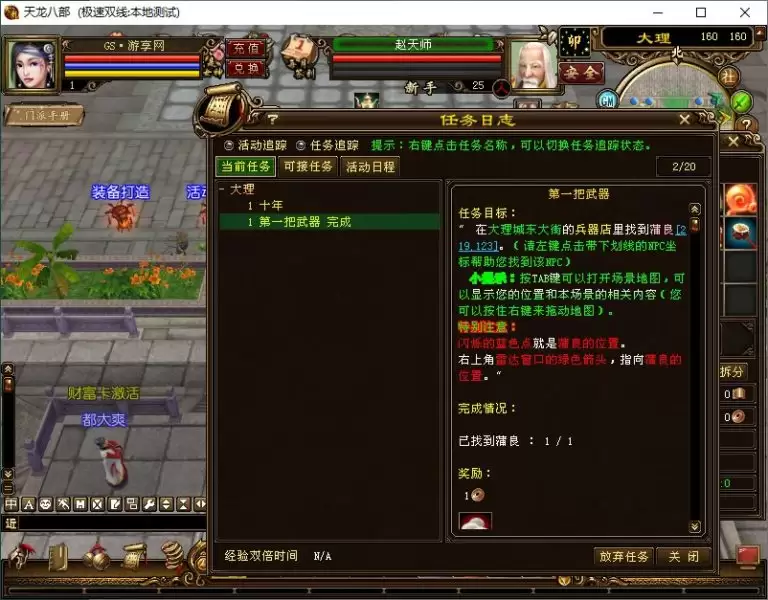 天龙八部 (极速双线:本地测试)
GS·游享网
1
充值
兑换
赵天师
新手
25
卯
安全
大理
160 160
北
社
GM
门派手册
?
任务日志
活动追踪
任务追踪
提示：右键点击任务名称，可以切换任务追踪状态。
当前任务
可接任务
活动日程
2/20
- 大理
1 十年
1 第一把武器 完成
第一把武器
任务目标：
“ 在大理城东大街的兵器店里找到蒲良[2
19,123]。（请左键点击带下划线的NPC坐
标帮助您找到该NPC）
小提示：按TAB键可以打开场景地图，可
以显示您的位置和本场景的相关内容（您
可以按住右键来拖动地图）。
特别注意：
闪烁的蓝色点就是蒲良的位置。
右上角雷达窗口的绿色箭头，指向蒲良的
位置。“
完成情况：
已找到蒲良 ： 1 / 1
奖励：
1
经验双倍时间 N/A
放弃任务
关 闭
装备打造
活
财富卡激活
都大爽
中
A
近
拆分
0
0
:0